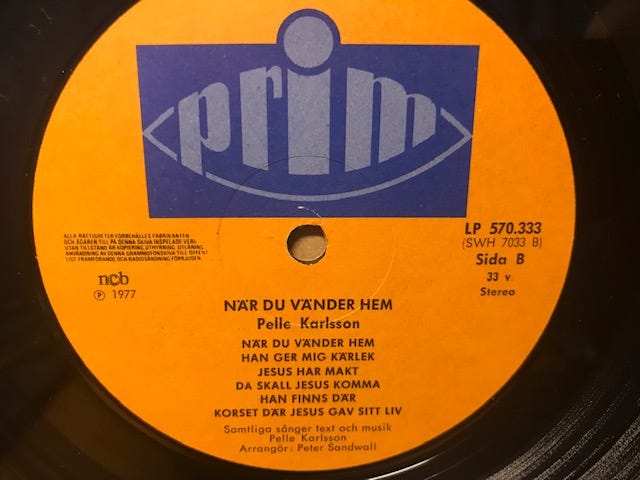 prim
LP 570.333
(SWH 7033 B)
Sida B
33 v.
Stereo
ALLA RÄTTIGHETER FÖRBEHÅLLES FABRIKANTEN
OCH ÄGAREN TILL PÅ DENNA SKIVA INSPELADE VERK.
UTAN TILLSTÅND ÄR KOPIERING, UTHYRNING, UTLÅNING,
ANVÄNDNING AV DENNA GRAMMOFONSKIVA TILL OFFENT-
LIGT FRAMFÖRANDE OCH RADIOSÄNDNING FÖRBJUDEN
ncb
Ⓟ 1977
NÄR DU VÄNDER HEM
Pelle Karlsson
NÄR DU VÄNDER HEM
HAN GER MIG KÄRLEK
JESUS HAR MAKT
DA SKALL JESUS KOMMA
HAN FINNS DÄR
KORSET DÄR JESUS GAV SITT LIV
Samtliga sånger text och musik
Pelle Karlsson
Arrangör: Peter Sandwall